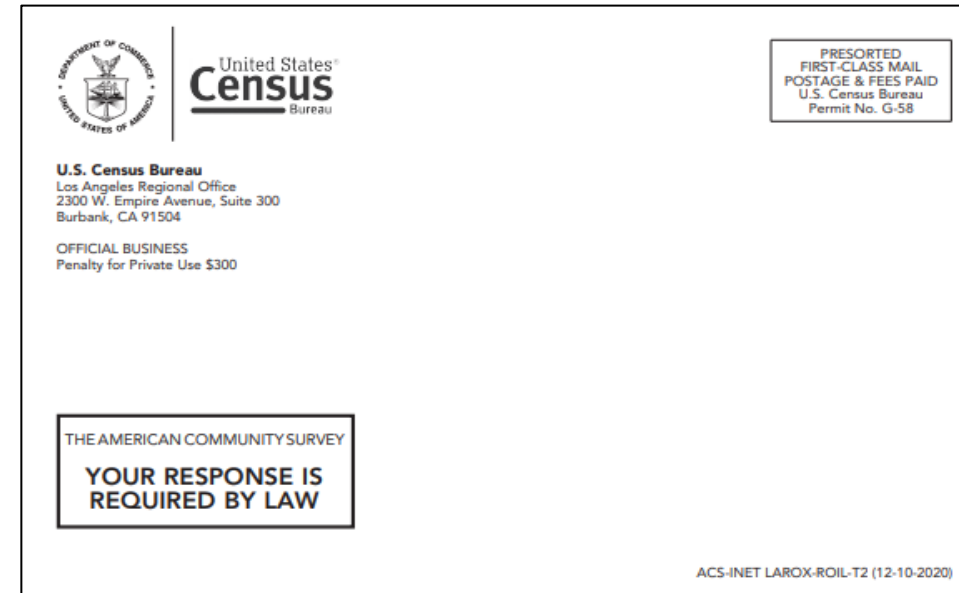 DEPARTMENT OF COMMERCE
UNITED STATES OF AMERICA
United States®
Census
Bureau
PRESORTED
FIRST-CLASS MAIL
POSTAGE & FEES PAID
U.S. Census Bureau
Permit No. G-58
U.S. Census Bureau
Los Angeles Regional Office
2300 W. Empire Avenue, Suite 300
Burbank, CA 91504
OFFICIAL BUSINESS
Penalty for Private Use $300
THE AMERICAN COMMUNITY SURVEY
YOUR RESPONSE IS
REQUIRED BY LAW
ACS-INET LAROX-ROIL-T2 (12-10-2020)